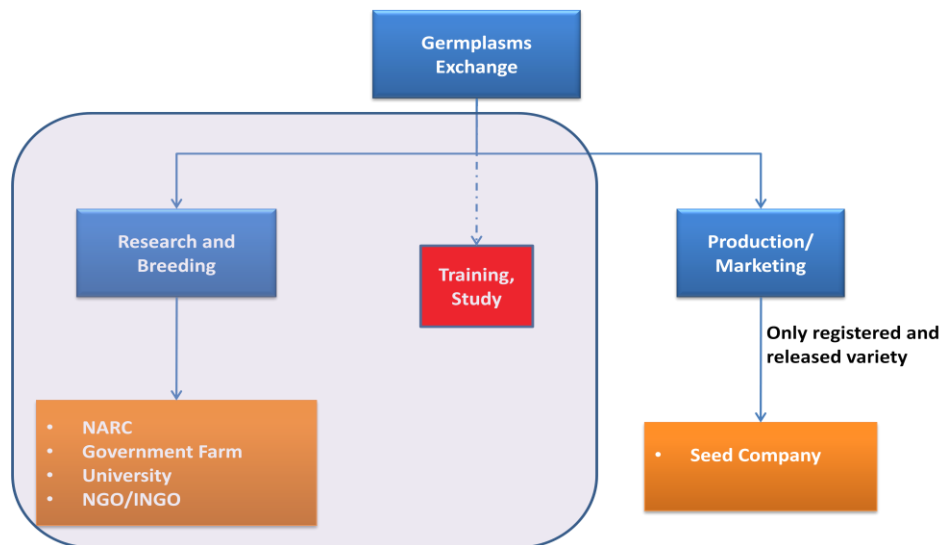 Germplasms
Exchange
Research and
Breeding
Training,
Study
Production/
Marketing
Only registered and
released variety
• NARC
• Government Farm
• University
• NGO/INGO
• Seed Company